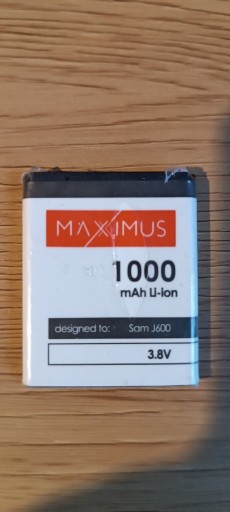 MAXIMUS
1000
mAh Li-ion
designed to: Sam J600
3.8V